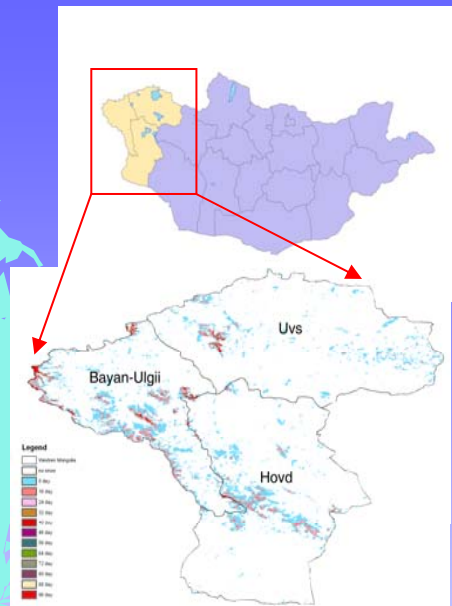 Uvs
Bayan-Ulgii
Hovd
Legend
Western Mongolia
no snow
8 day
16 day
24 day
32 day
40 day
48 day
56 day
64 day
72 day
80 day
88 day
96 day